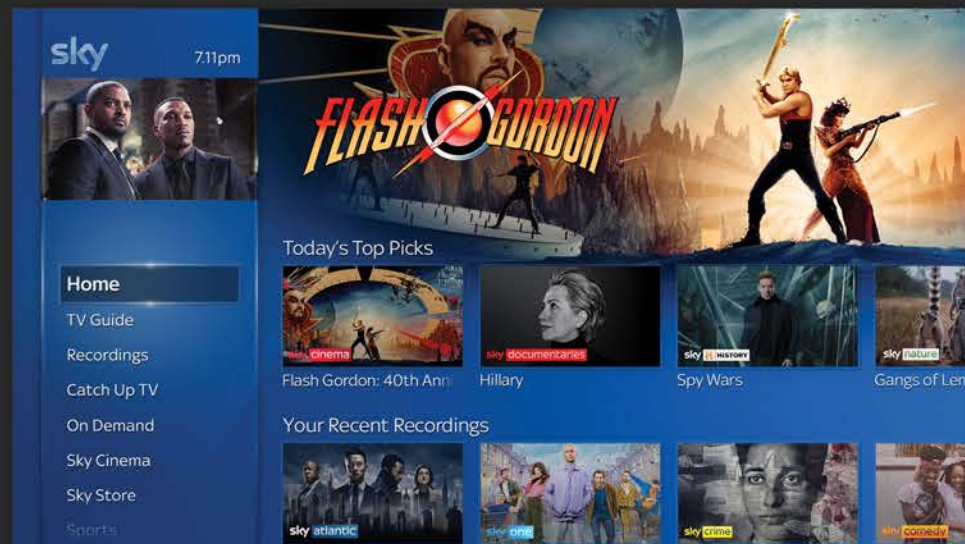 sky
7.11pm
FLASH GORDON
Home
TV Guide
Recordings
Catch Up TV
On Demand
Sky Cinema
Sky Store
Sports
Today's Top Picks
sky cinema
sky documentaries
sky H HISTORY
sky nature
Flash Gordon: 40th Anni
Hillary
Spy Wars
Gangs of Lem
Your Recent Recordings
sky atlantic
sky one
sky crime
sky comedy